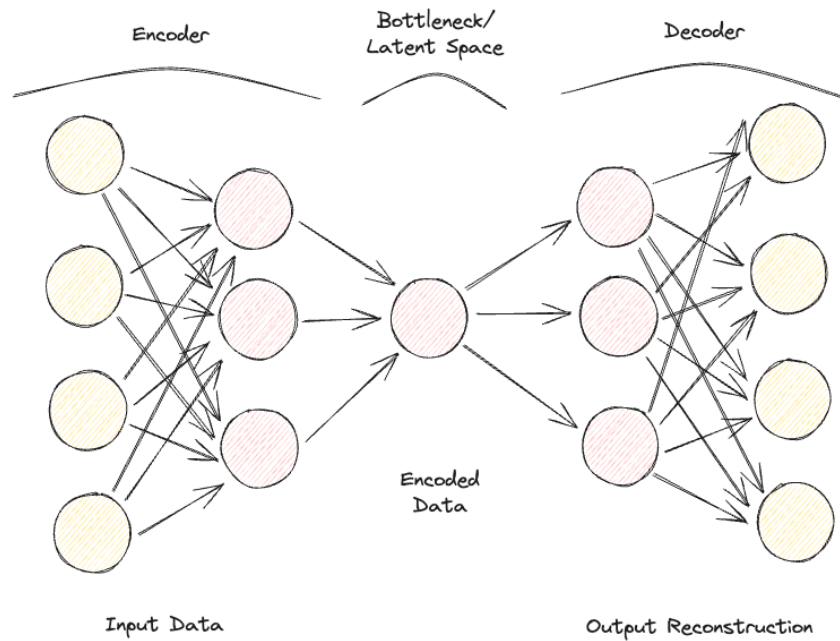 Encoder
Bottleneck/
Latent Space
Decoder
Encoded
Data
Input Data
Output Reconstruction